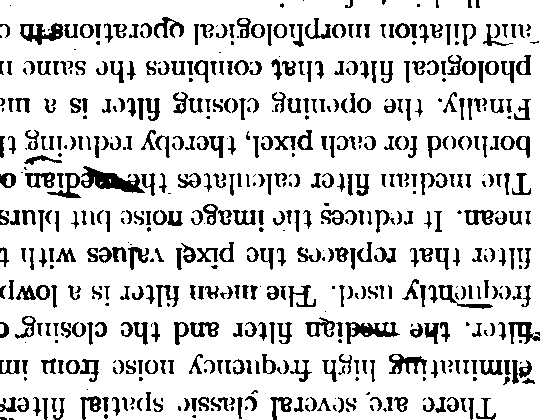 There are several classic spatial filters
eliminating high frequency noise from im
filter. the median filter and the closing o
frequently used. The mean filter is a lowp
filter that replaces the pixel values with t
mean. It reduces the image noise but blurs
The median filter calculates the median o
borhood for each pixel, thereby reducing th
Finally, the opening closing filter is a ma
phological filter that combines the same n
and dilation morphological operations in o